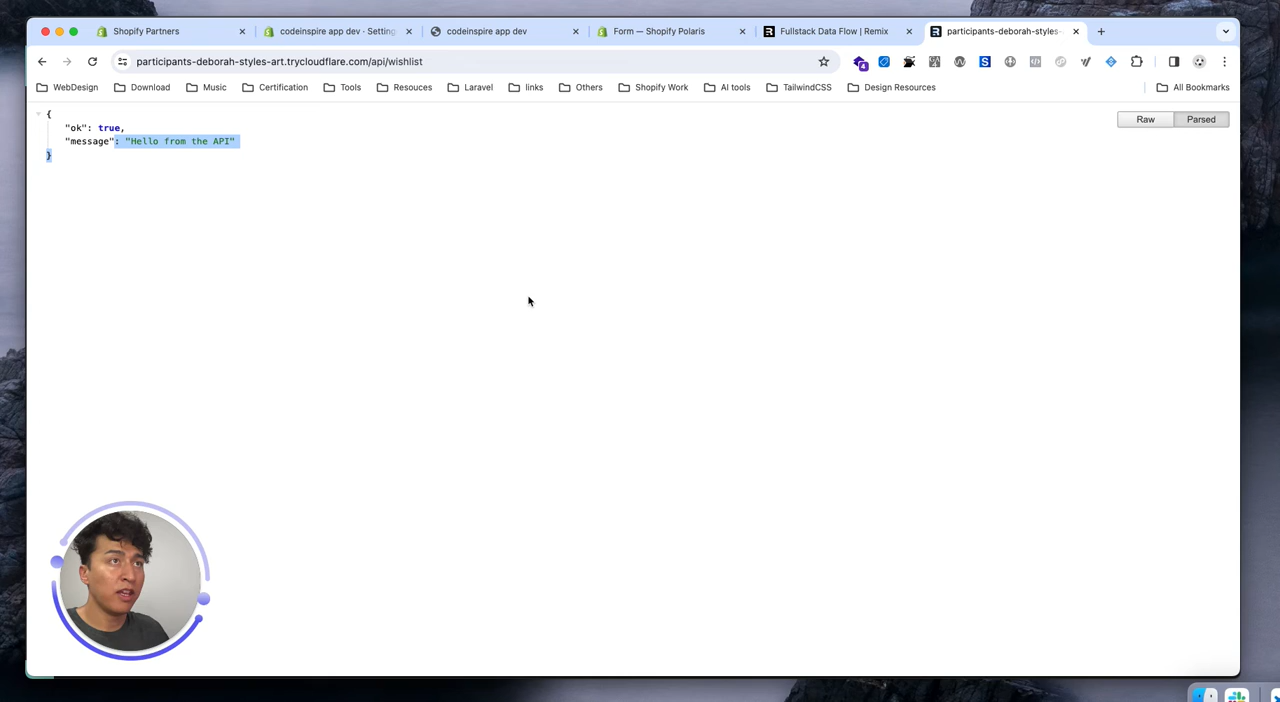 Shopify Partners
codeinspire app dev · Setting
codeinspire app dev
Form — Shopify Polaris
Fullstack Data Flow | Remix
participants-deborah-styles-
participants-deborah-styles-art.trycloudflare.com/api/wishlist
4
S
WebDesign
Download
Music
Certification
Tools
Resouces
Laravel
links
Others
Shopify Work
AI tools
TailwindCSS
Design Resources
All Bookmarks
{
"ok": true,
"message": "Hello from the API"
}
Raw
Parsed